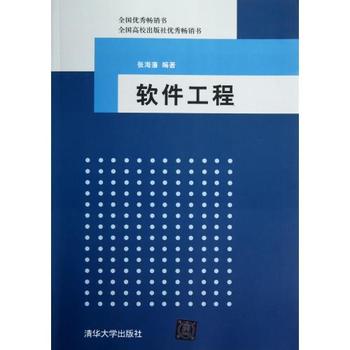 全国优秀畅销书
全国高校出版社优秀畅销书
张海藩 编著
软件工程
清华大学出版社